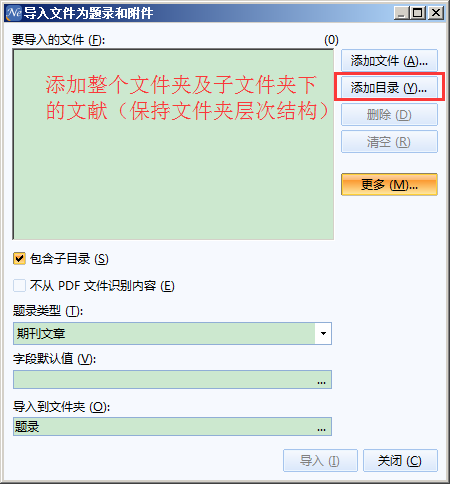 Ne 导入文件为题录和附件
要导入的文件 (F): (0)
添加文件 (A)...
添加整个文件夹及子文件夹下
的文献（保持文件夹层次结构）
添加目录 (Y)...
删除 (D)
清空 (R)
更多 (M)...
包含子目录 (S)
不从 PDF 文件识别内容 (E)
题录类型 (T):
期刊文章
字段默认值 (V):
...
导入到文件夹 (O):
题录 ...
导入 (I) 关闭 (C)